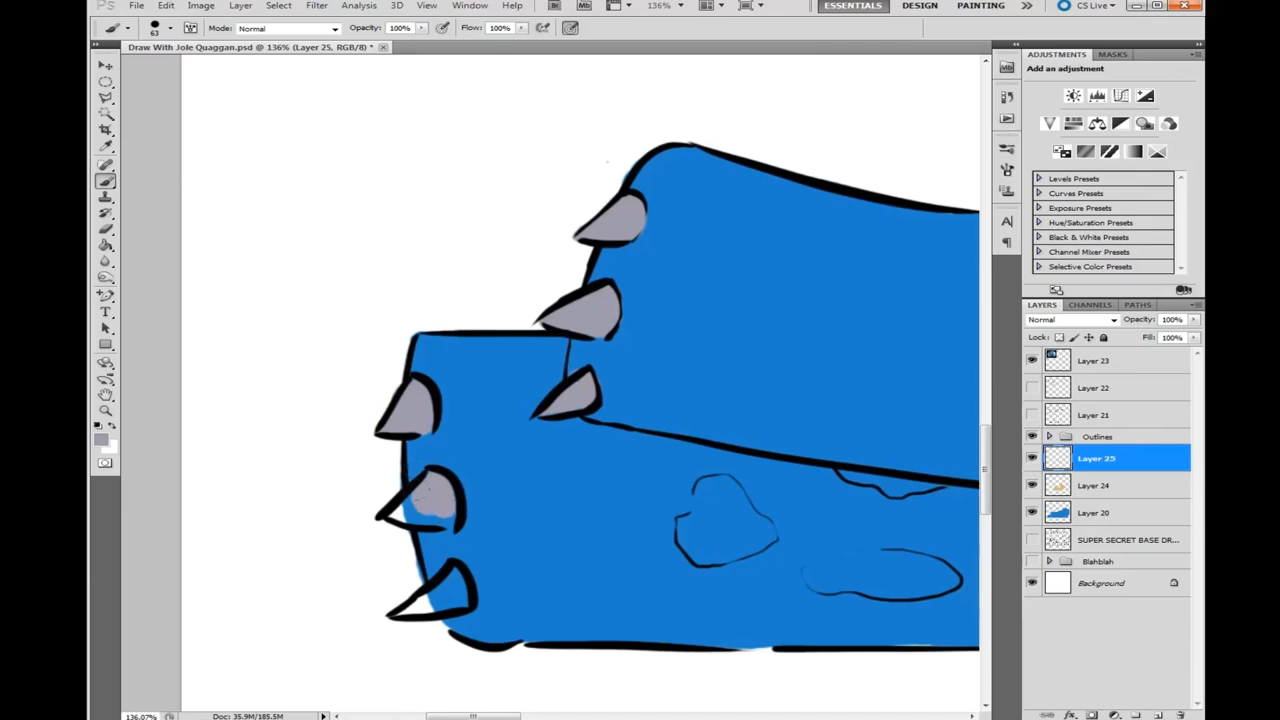 PS File Edit Image Layer Select Filter Analysis 3D View Window Help Br Mb 136% ESSENTIALS DESIGN PAINTING >> CS Live
63 Mode: Normal Opacity: 100% Flow: 100%
Draw With Jole Quaggan.psd @ 136% (Layer 25, RGB/8) * x
ADJUSTMENTS MASKS
Add an adjustment
Levels Presets
Curves Presets
Exposure Presets
Hue/Saturation Presets
Black & White Presets
Channel Mixer Presets
Selective Color Presets
LAYERS CHANNELS PATHS
Normal Opacity: 100%
Lock: Fill: 100%
Layer 23
Layer 22
Layer 21
Outlines
Layer 25
Layer 24
Layer 20
SUPER SECRET BASE DR...
Blahblah
Background
136.07% Doc: 35.9M/185.5M